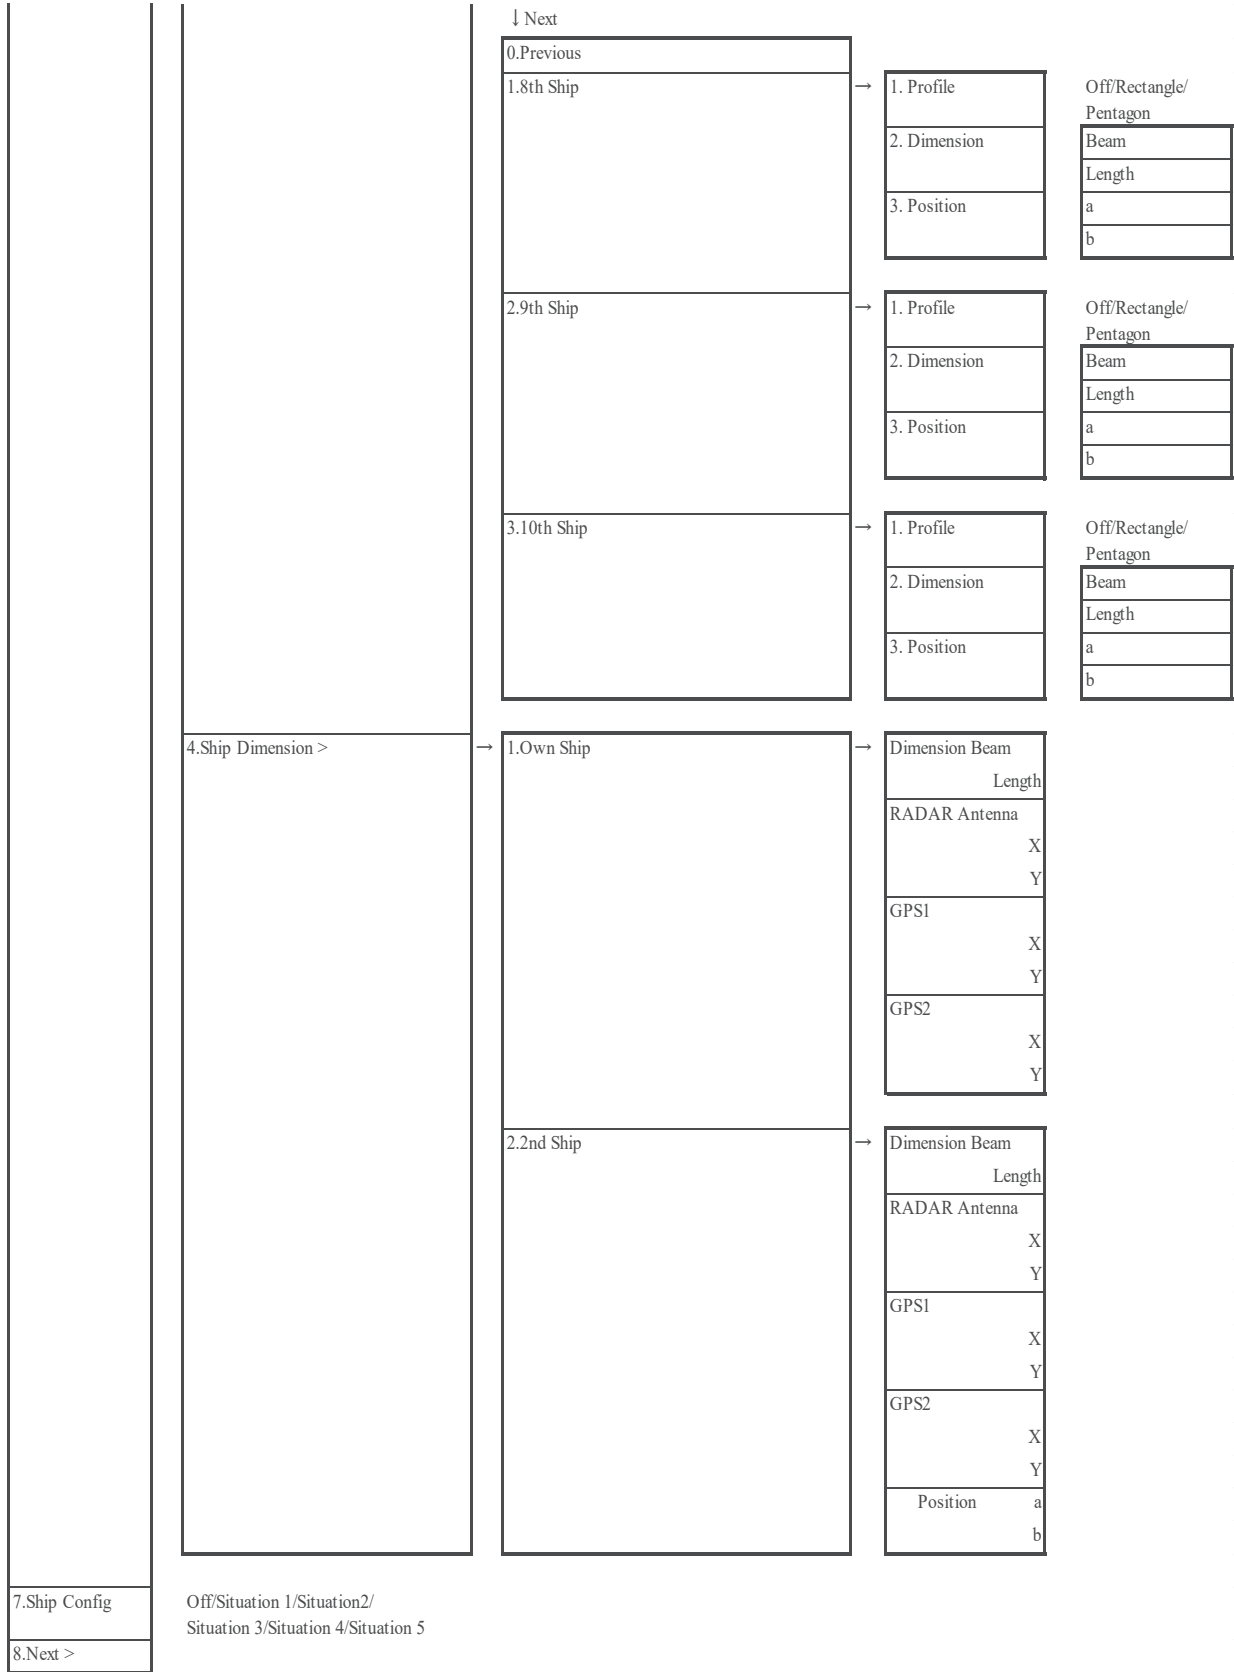 ↓ Next
0.Previous
1.8th Ship
→
1. Profile
Off/Rectangle/
Pentagon
2. Dimension
Beam
Length
3. Position
a
b
2.9th Ship
→
1. Profile
Off/Rectangle/
Pentagon
2. Dimension
Beam
Length
3. Position
a
b
3.10th Ship
→
1. Profile
Off/Rectangle/
Pentagon
2. Dimension
Beam
Length
3. Position
a
b
4.Ship Dimension >
→
1.Own Ship
→
Dimension Beam
Length
RADAR Antenna
X
Y
GPS1
X
Y
GPS2
X
Y
2.2nd Ship
→
Dimension Beam
Length
RADAR Antenna
X
Y
GPS1
X
Y
GPS2
X
Y
Position a
b
7.Ship Config
Off/Situation 1/Situation2/
Situation 3/Situation 4/Situation 5
8.Next >